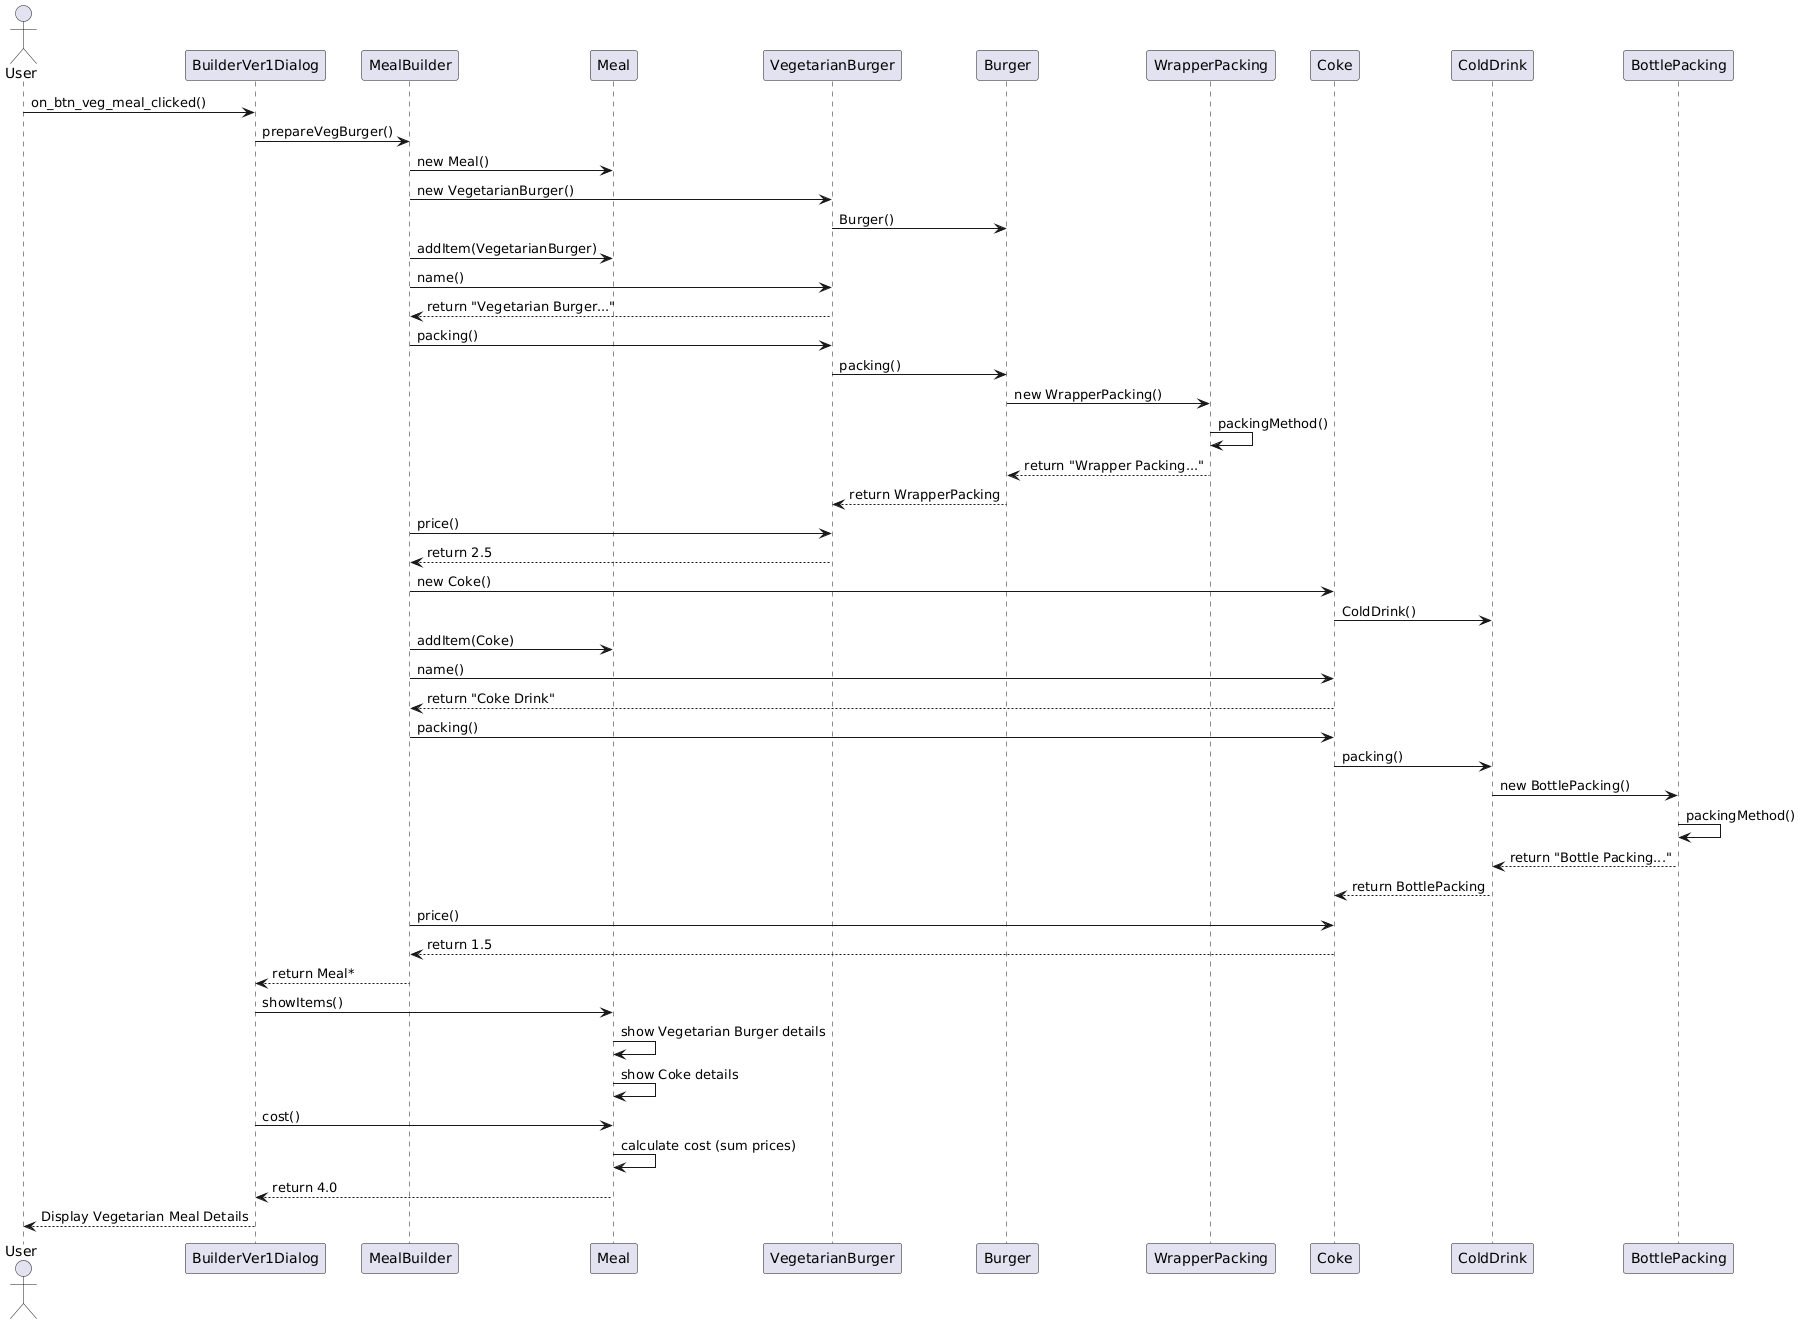 User
BuilderVer1Dialog
MealBuilder
Meal
VegetarianBurger
Burger
WrapperPacking
Coke
ColdDrink
BottlePacking
on_btn_veg_meal_clicked()
prepareVegBurger()
new Meal()
new VegetarianBurger()
Burger()
addItem(VegetarianBurger)
name()
return "Vegetarian Burger..."
packing()
packing()
new WrapperPacking()
packingMethod()
return "Wrapper Packing..."
return WrapperPacking
price()
return 2.5
new Coke()
ColdDrink()
addItem(Coke)
name()
return "Coke Drink"
packing()
packing()
new BottlePacking()
packingMethod()
return "Bottle Packing..."
return BottlePacking
price()
return 1.5
return Meal*
showItems()
show Vegetarian Burger details
show Coke details
cost()
calculate cost (sum prices)
return 4.0
Display Vegetarian Meal Details
User
BuilderVer1Dialog
MealBuilder
Meal
VegetarianBurger
Burger
WrapperPacking
Coke
ColdDrink
BottlePacking